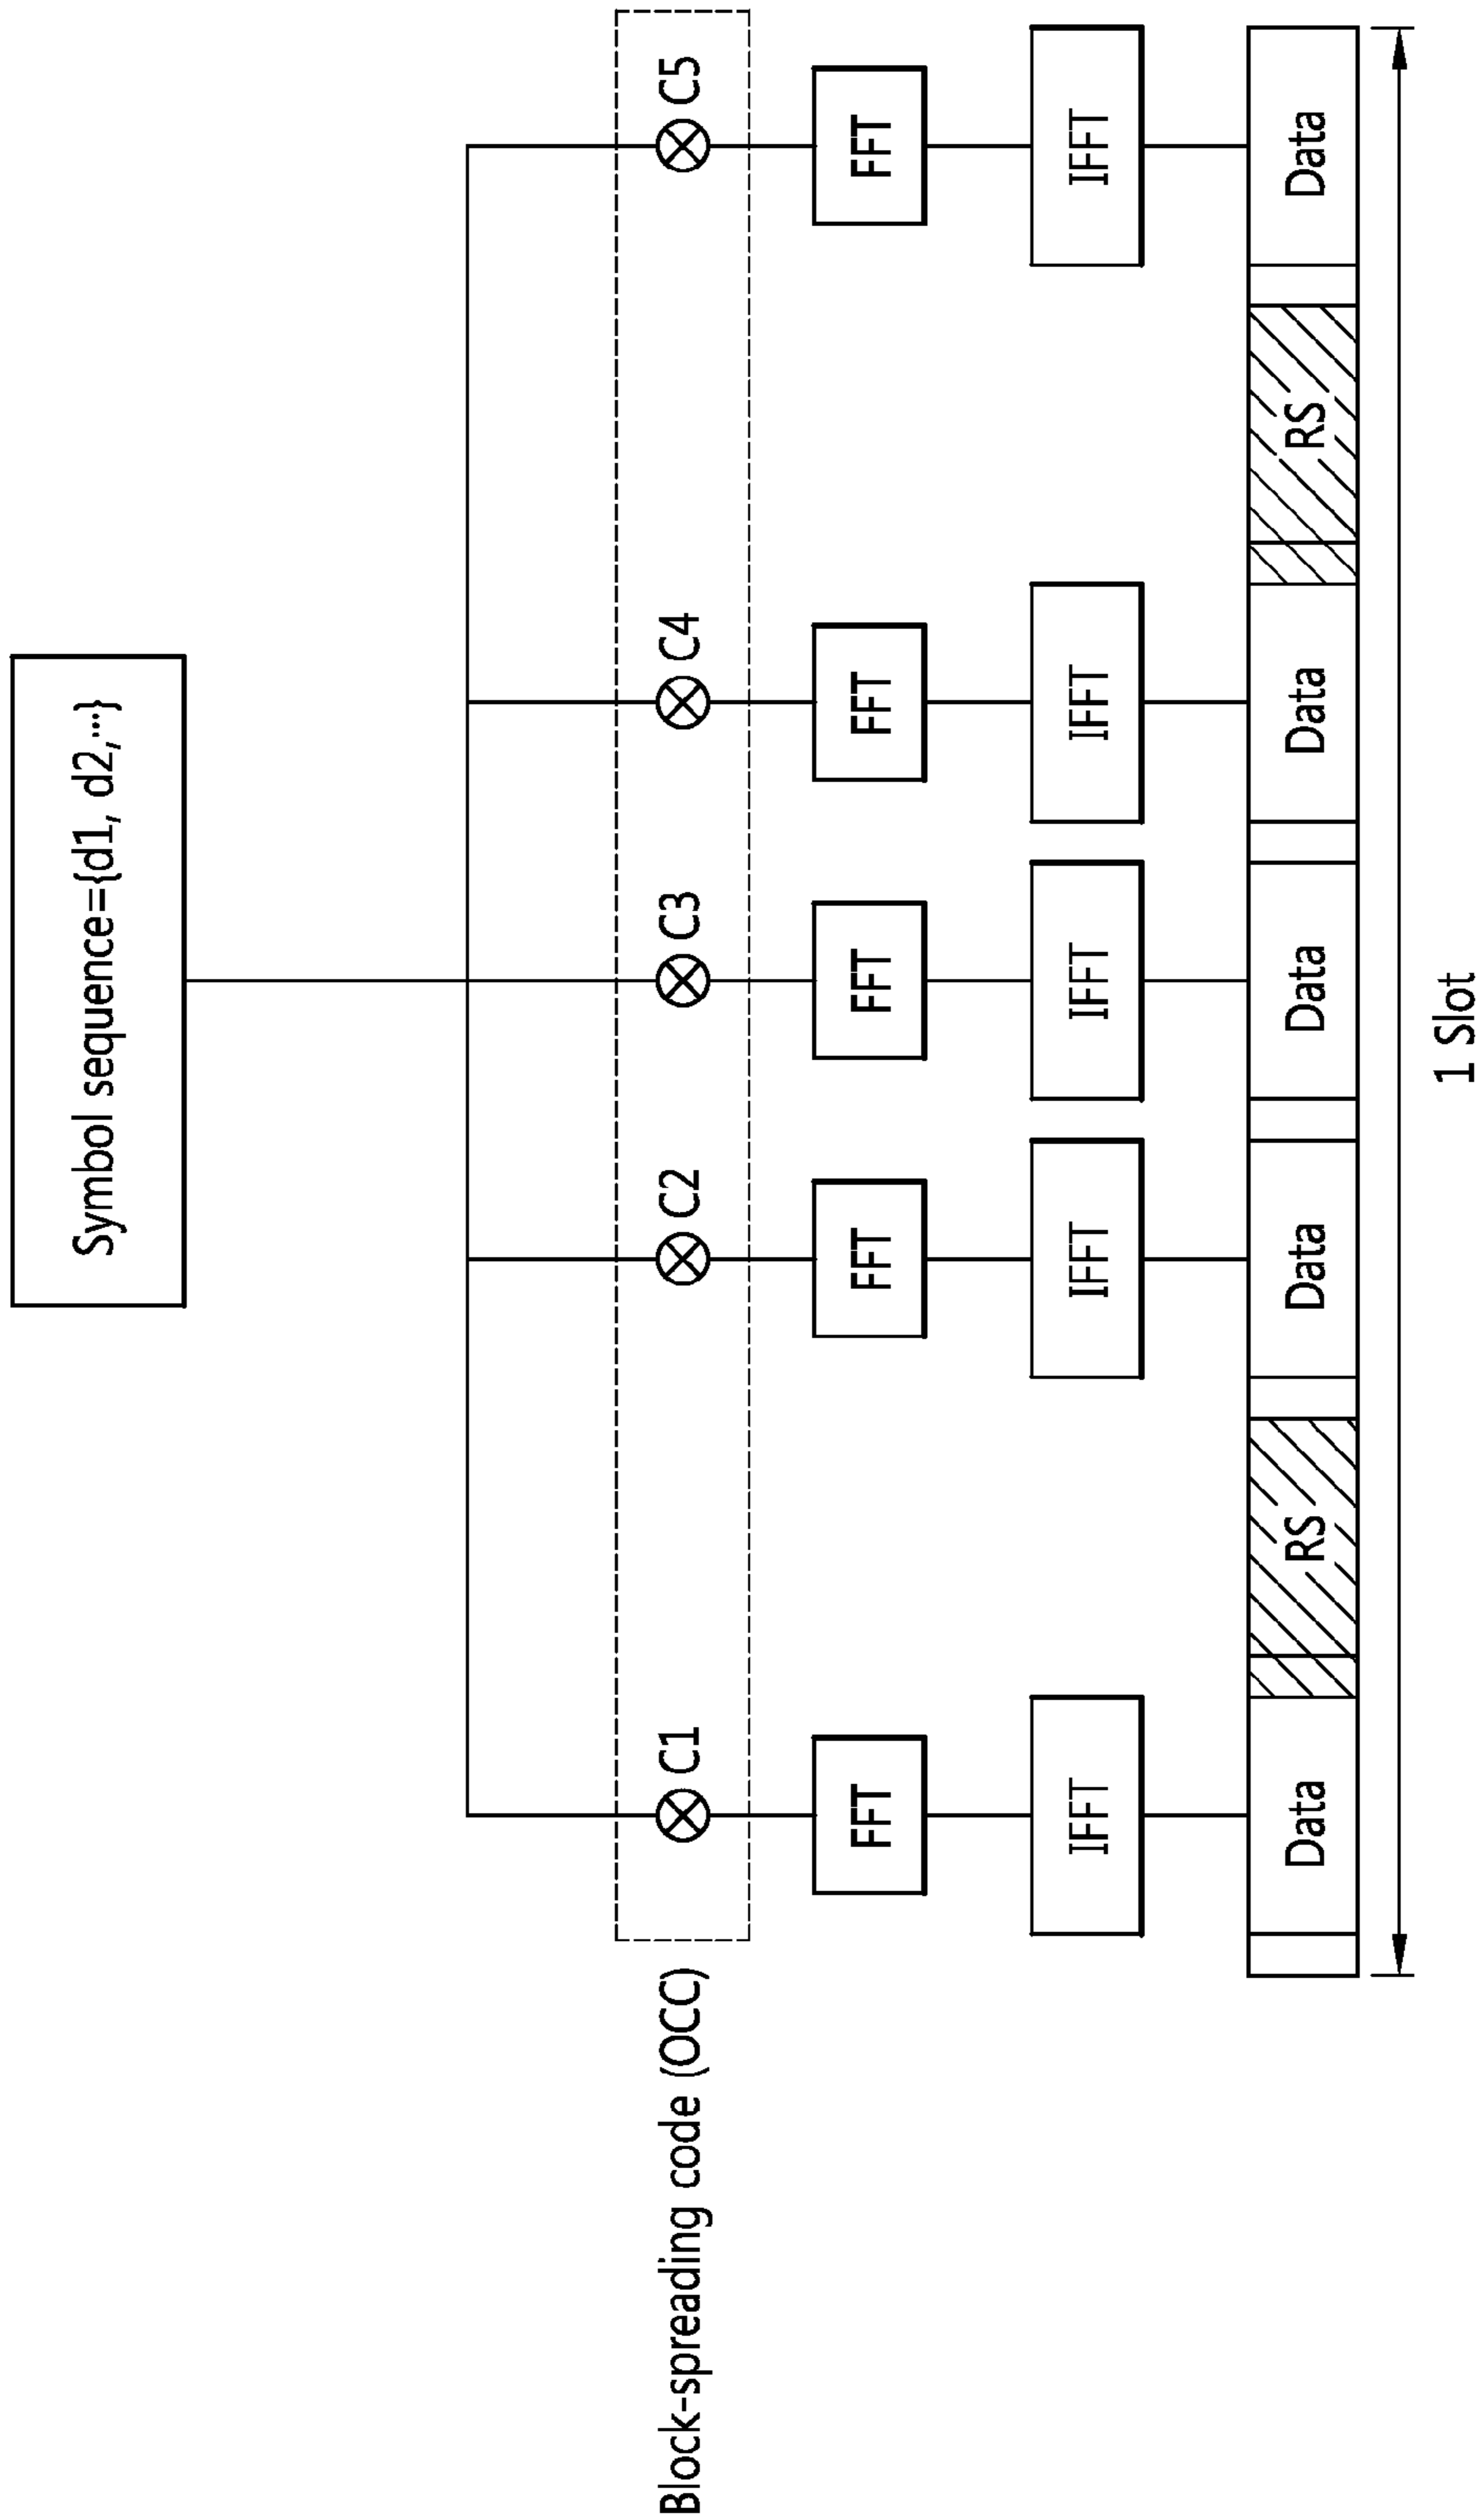 Symbol sequence={d1, d2,···}
Block-spreading code (OCC)
C1
C2
C3
C4
C5
FFT
FFT
FFT
FFT
FFT
IFFT
IFFT
IFFT
IFFT
IFFT
Data
RS
Data
Data
Data
RS
Data
1 Slot